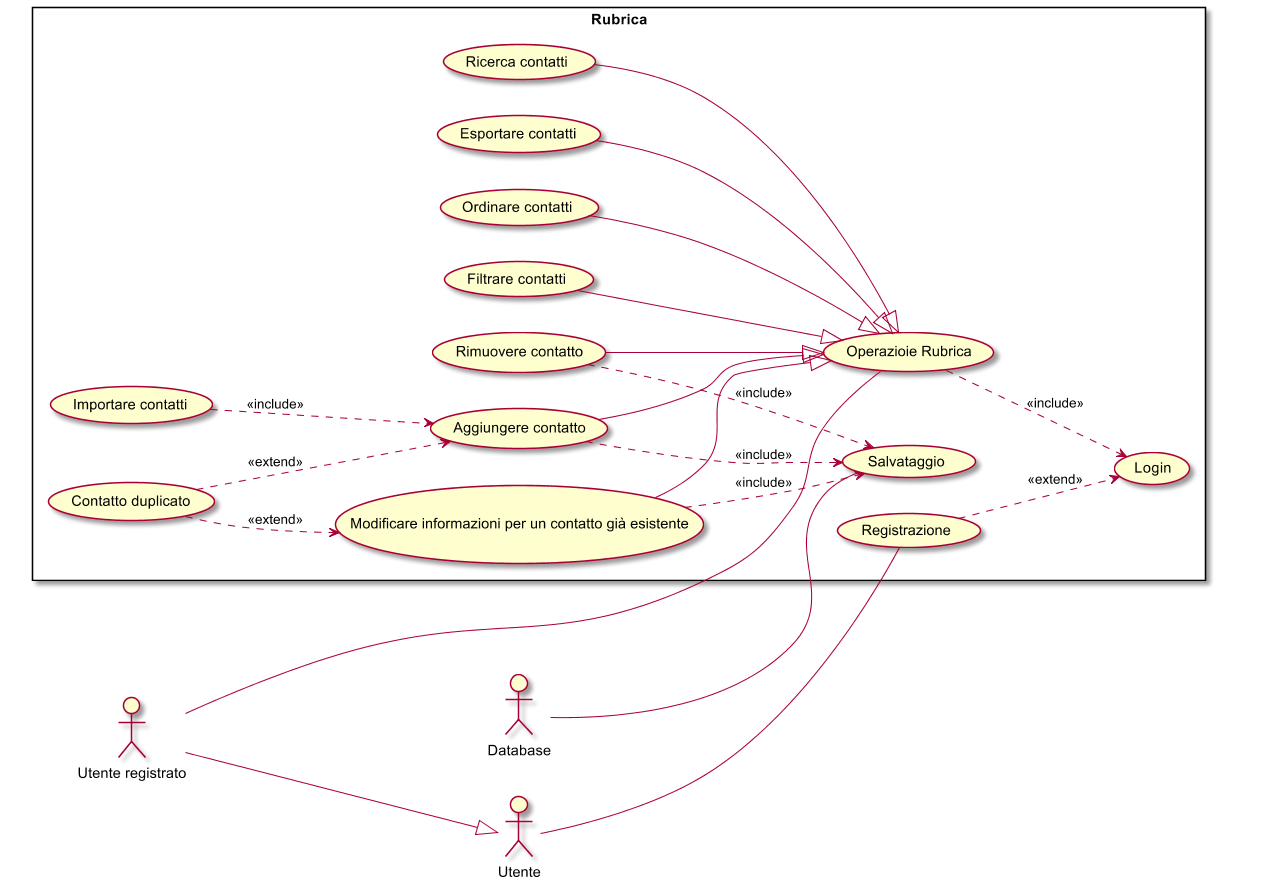 Rubrica
Ricerca contatti
Esportare contatti
Ordinare contatti
Filtrare contatti
Rimuovere contatto
Operazioie Rubrica
«include»
Importare contatti
«include»
«include»
Aggiungere contatto
«include»
Salvataggio
«extend»
Login
«include»
«extend»
Contatto duplicato
«extend»
Modificare informazioni per un contatto già esistente
Registrazione
Database
Utente registrato
Utente